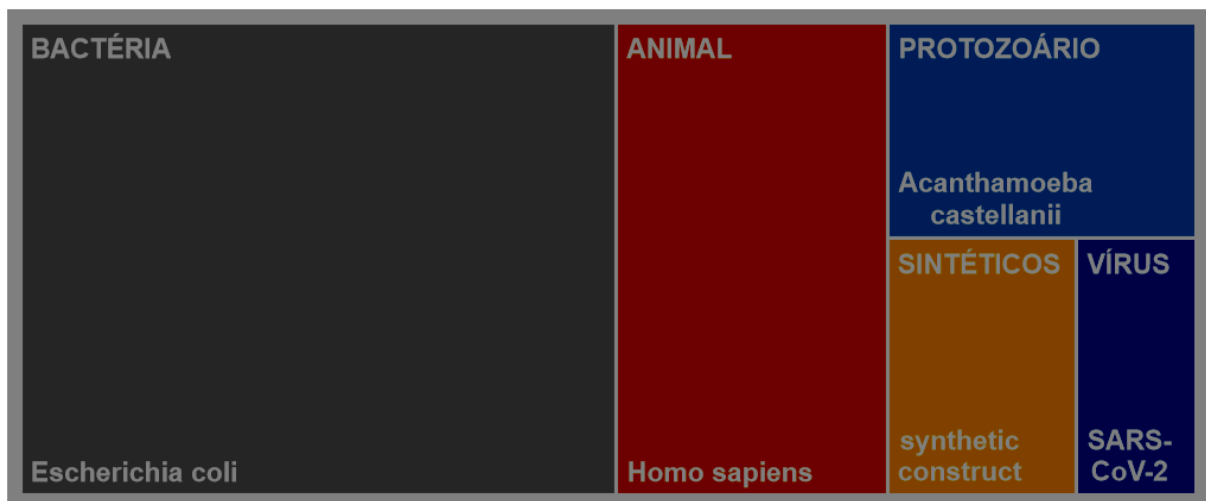 BACTÉRIA
Escherichia coli
ANIMAL
Homo sapiens
PROTOZOÁRIO
Acanthamoeba
castellanii
SINTÉTICOS
synthetic
construct
VÍRUS
SARS-
CoV-2